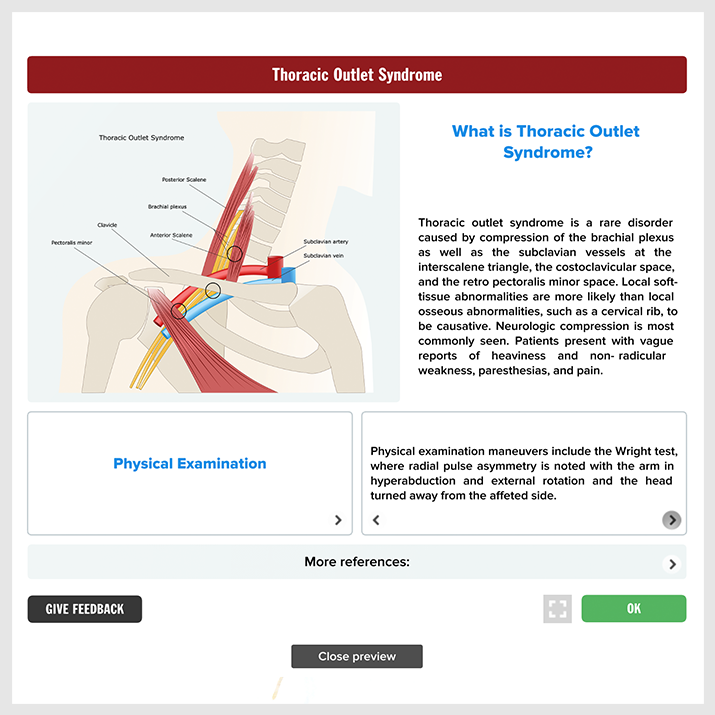 Thoracic Outlet Syndrome
Thoracic Outlet Syndrome
Posterior Scalene
Brachial plexus
Clavicle
Anterior Scalene
Pectoralis minor
Subclavian artery
Subclavian vein
What is Thoracic Outlet
Syndrome?
Thoracic outlet syndrome is a rare disorder
caused by compression of the brachial plexus
as well as the subclavian vessels at the
interscalene triangle, the costoclavicular space,
and the retro pectoralis minor space. Local soft-
tissue abnormalities are more likely than local
osseous abnormalities, such as a cervical rib, to
be causative. Neurologic compression is most
commonly seen. Patients present with vague
reports of heaviness and non- radicular
weakness, paresthesias, and pain.
Physical Examination
Physical examination maneuvers include the Wright test,
where radial pulse asymmetry is noted with the arm in
hyperabduction and external rotation and the head
turned away from the affeted side.
More references:
GIVE FEEDBACK
OK
Close preview